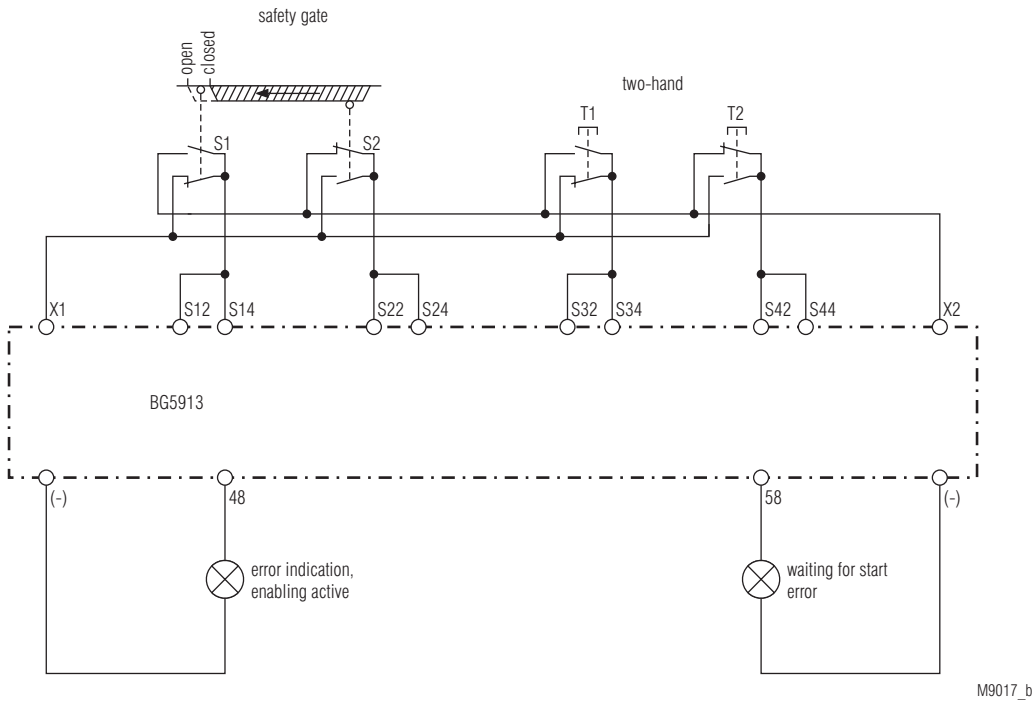 safety gate
open
closed
two-hand
T1
T2
S1
S2
X1
S12
S14
S22
S24
S32
S34
S42
S44
X2
BG5913
(-)
48
58
(-)
error indication,
enabling active
waiting for start
error
M9017_b